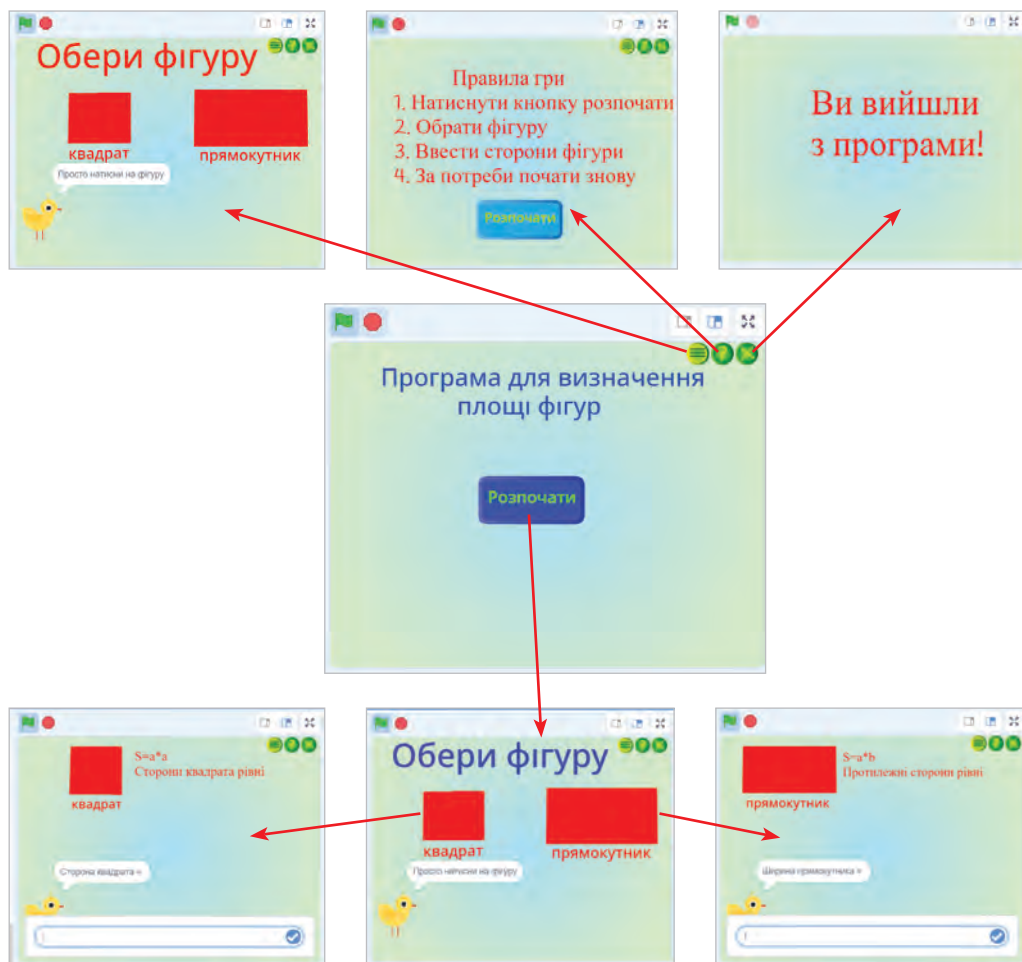 Обери фігуру
квадрат
прямокутник
Просто натисни на фігуру
Правила гри
1. Натиснути кнопку розпочати
2. Обрати фігуру
3. Ввести сторони фігури
4. За потреби почати знову
Розпочати
Ви вийшли
з програми!
Програма для визначення
площі фігур
Розпочати
S=a*a
Сторони квадрата рівні
квадрат
Сторона квадрата =
Обери фігуру
квадрат
прямокутник
Просто натисни на фігуру
S=a*b
Протилежні сторони рівні
прямокутник
Ширина прямокутника =